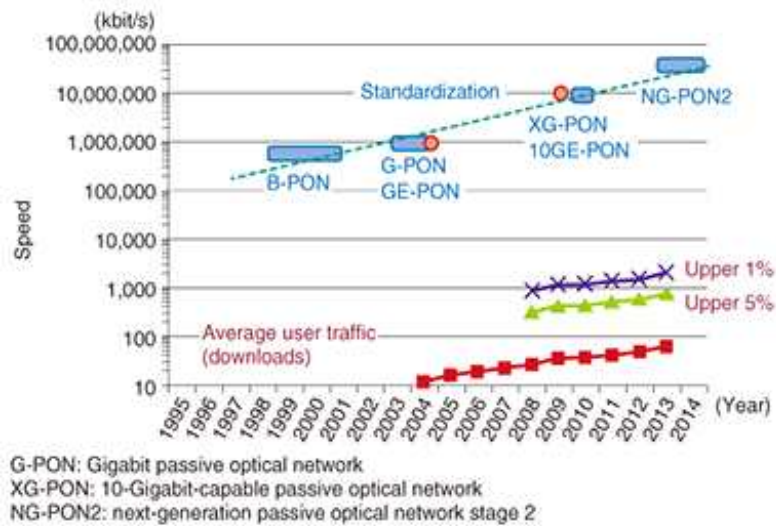 (kbit/s)
100,000,000
10,000,000
1,000,000
100,000
10,000
1,000
100
10
Speed
Standardization
B-PON
G-PON
GE-PON
XG-PON
10GE-PON
NG-PON2
Upper 1%
Upper 5%
Average user traffic
(downloads)
1995 1996 1997 1998 1999 2000 2001 2002 2003 2004 2005 2006 2007 2008 2009 2010 2011 2012 2013 2014 (Year)
G-PON: Gigabit passive optical network
XG-PON: 10-Gigabit-capable passive optical network
NG-PON2: next-generation passive optical network stage 2